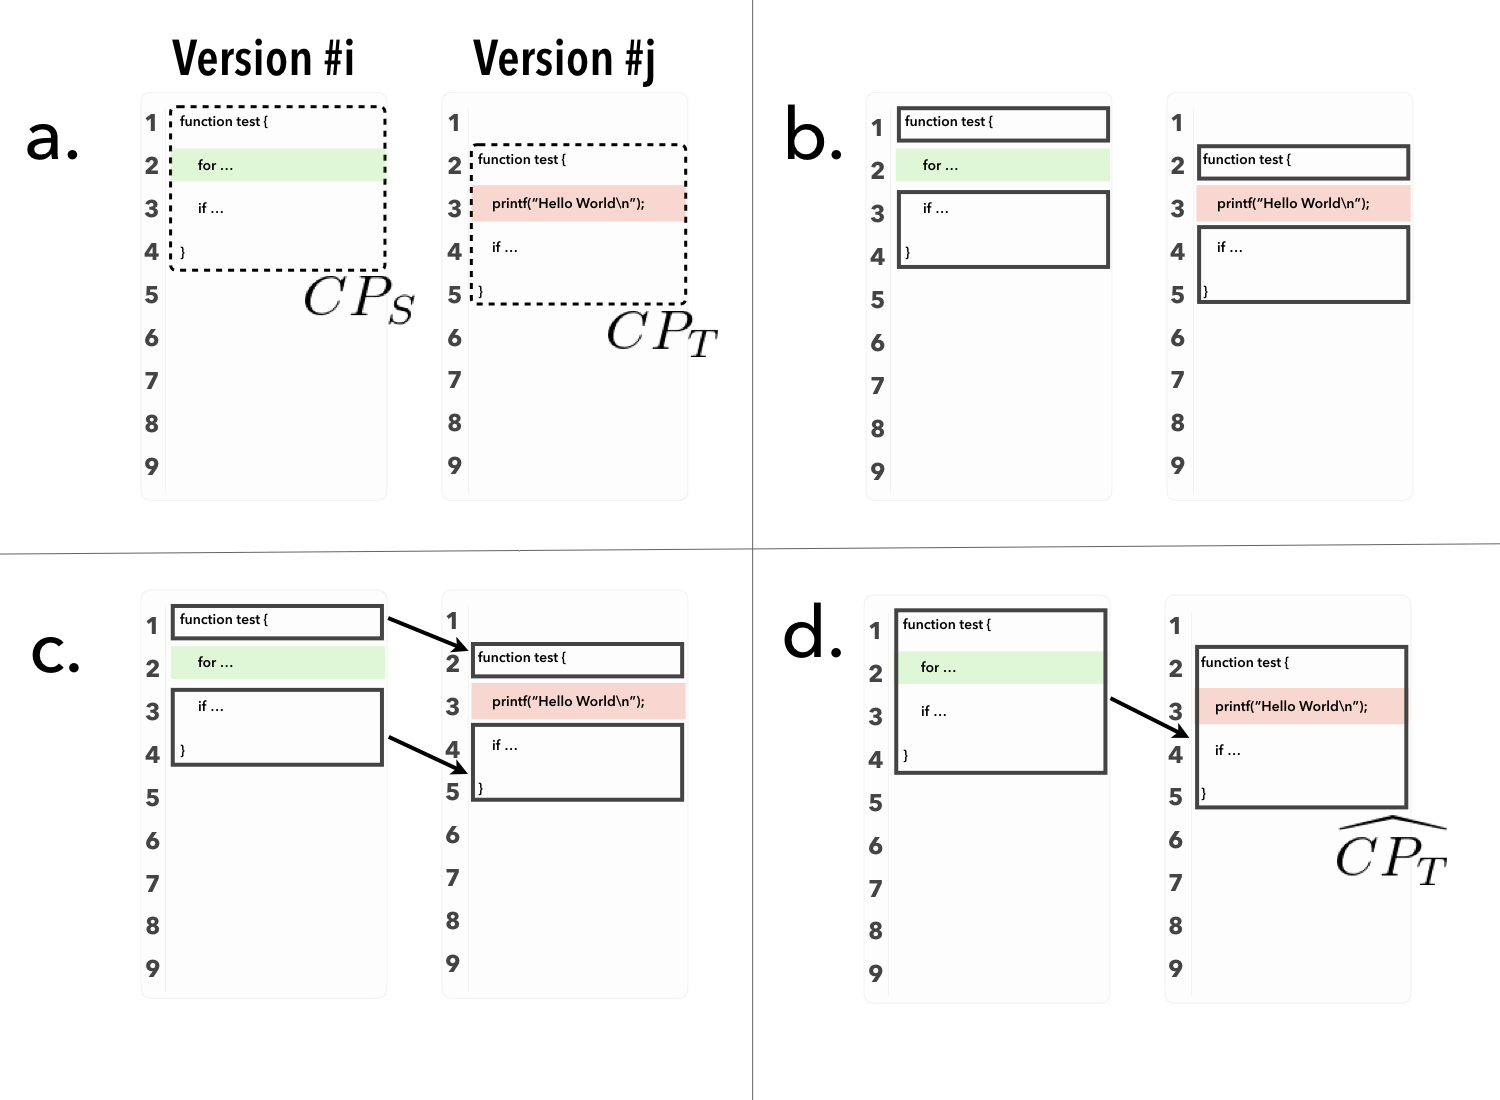 Version #i
Version #j
a.
1 function test {
2 for ...
3 if ...
4 }
5
6
7
8
9
CP_S
1
2 function test {
3 printf(“Hello World\n”);
4 if ...
5 }
6
7
8
9
CP_T
b.
1 function test {
2 for ...
3 if ...
4 }
5
6
7
8
9
1
2 function test {
3 printf(“Hello World\n”);
4 if ...
5 }
6
7
8
9
c.
1 function test {
2 for ...
3 if ...
4 }
5
6
7
8
9
1
2 function test {
3 printf(“Hello World\n”);
4 if ...
5 }
6
7
8
9
d.
1 function test {
2 for ...
3 if ...
4 }
5
6
7
8
9
1
2 function test {
3 printf(“Hello World\n”);
4 if ...
5 }
6
7
8
9
\widehat{CP_T}